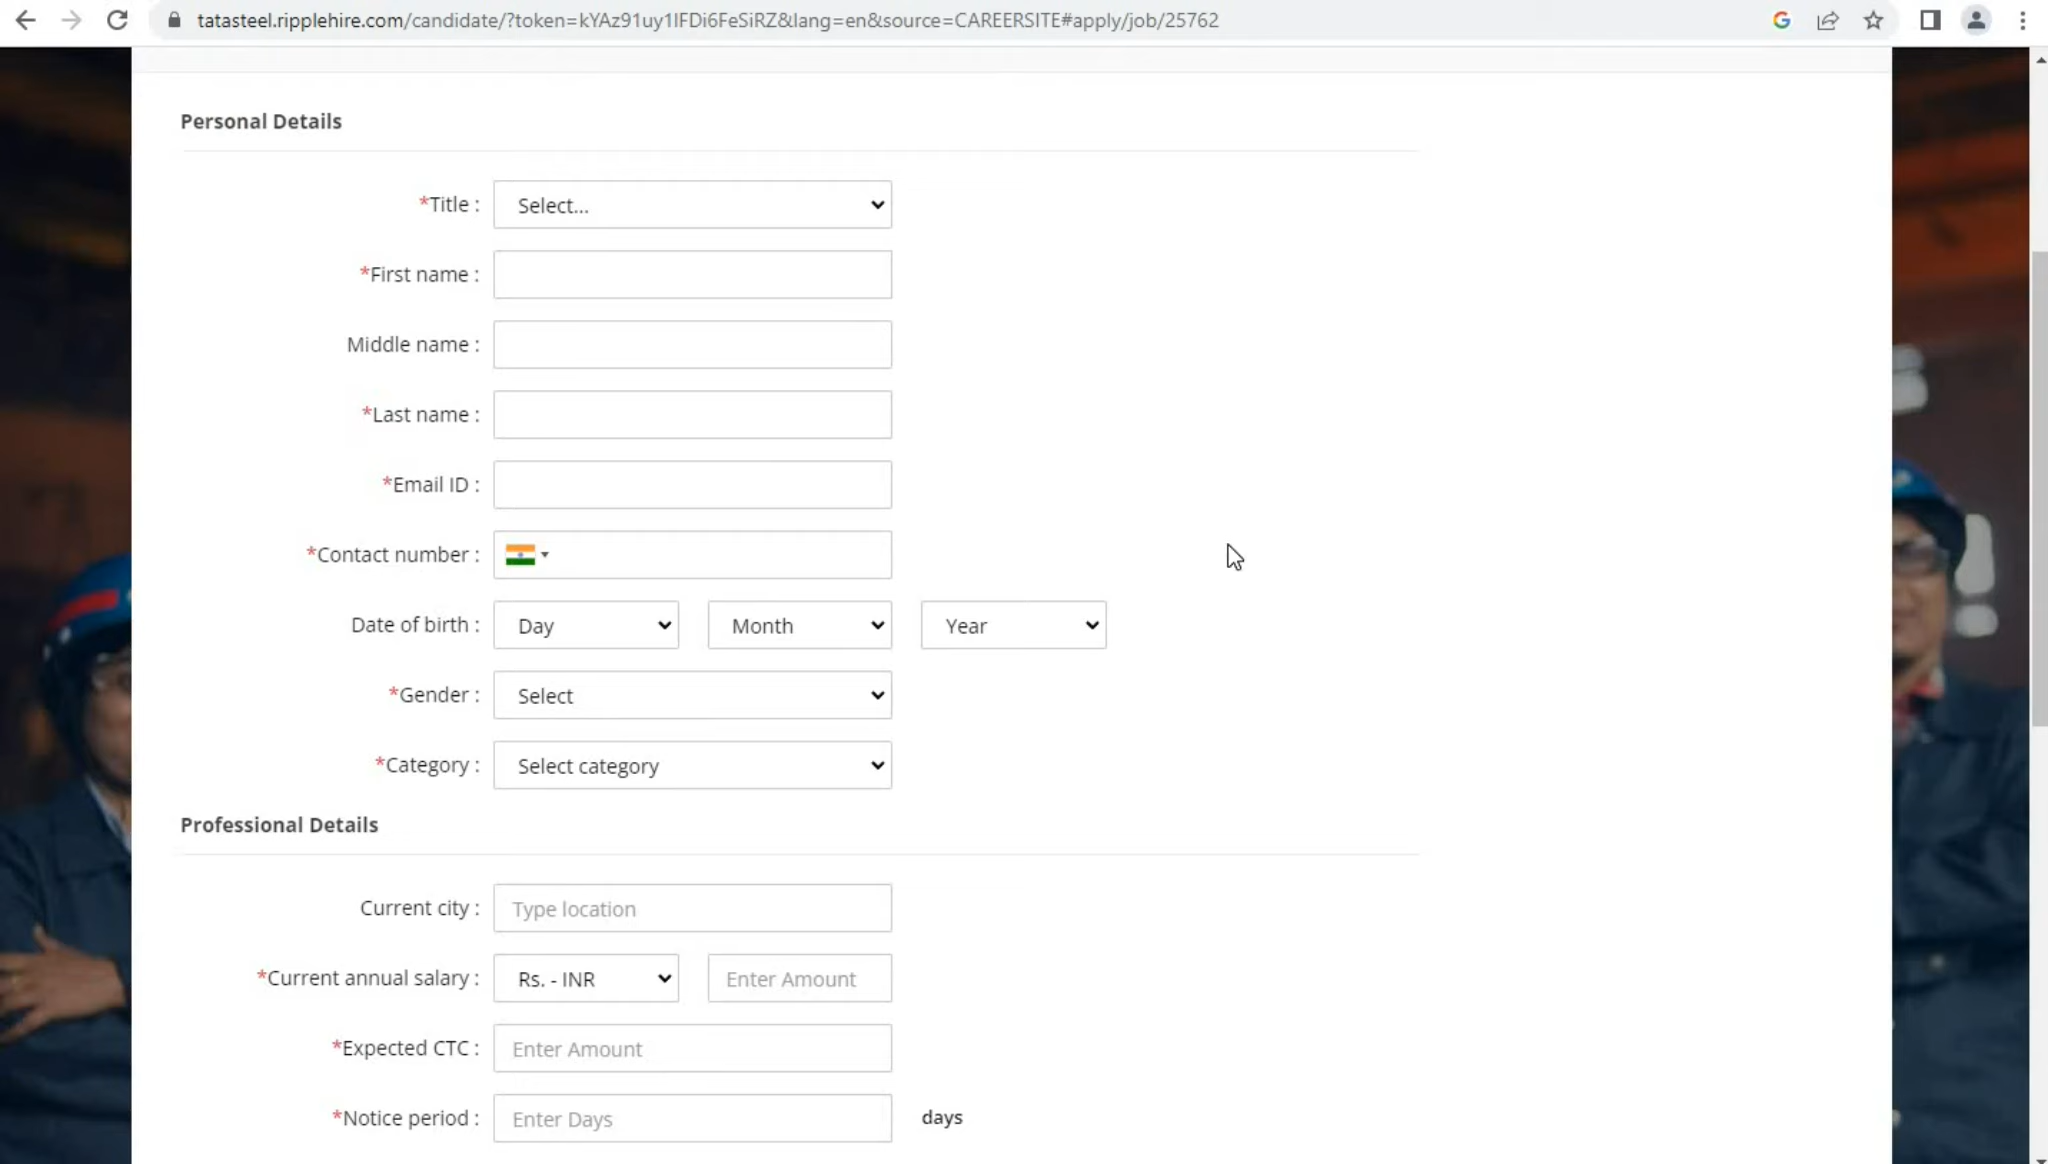 tatasteel.ripplehire.com/candidate/?token=kYAz91uy1IFDi6FeSiRZ&lang=en&source=CAREERSITE#apply/job/25762
Personal Details
*Title : Select...
*First name :
Middle name :
*Last name :
*Email ID :
*Contact number :
Date of birth : Day Month Year
*Gender : Select
*Category : Select category
Professional Details
Current city : Type location
*Current annual salary : Rs. - INR Enter Amount
*Expected CTC : Enter Amount
*Notice period : Enter Days days